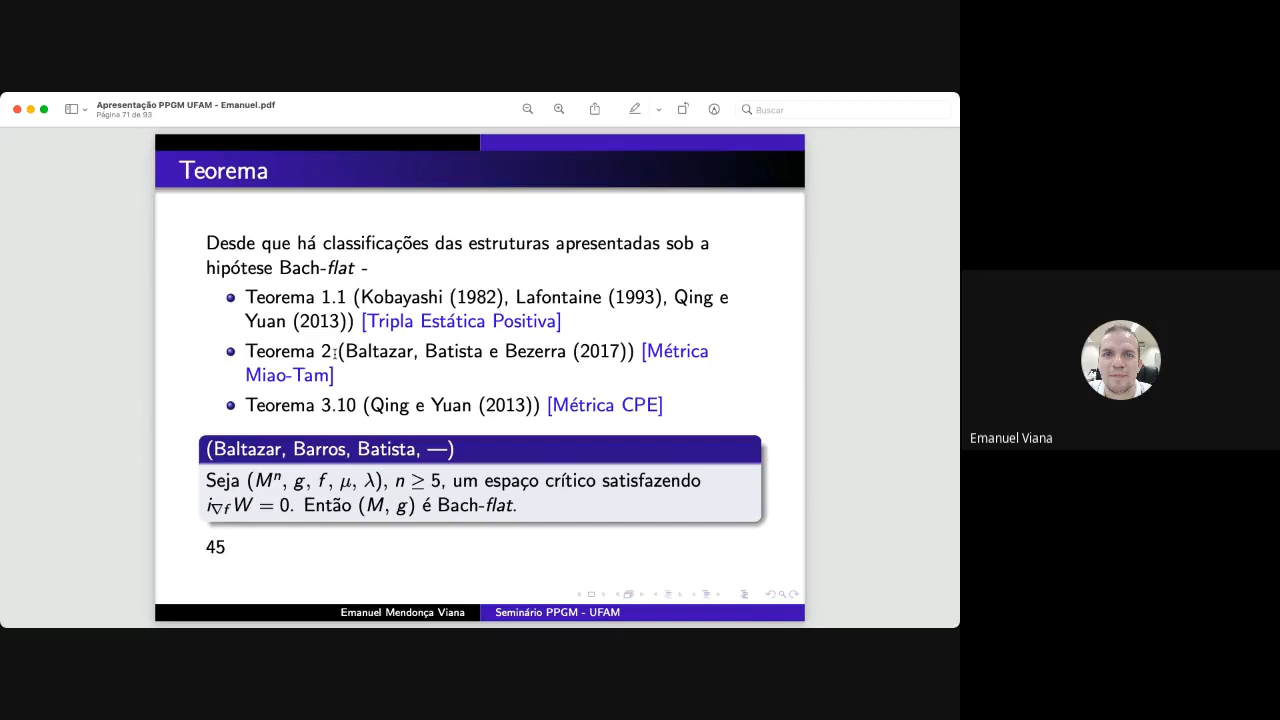 Apresentação PPGM UFAM - Emanuel.pdf
Página 71 de 93
Buscar
Teorema
Desde que há classificações das estruturas apresentadas sob a
hipótese Bach-flat -
Teorema 1.1 (Kobayashi (1982), Lafontaine (1993), Qing e
Yuan (2013)) [Tripla Estática Positiva]
Teorema 2 (Baltazar, Batista e Bezerra (2017)) [Métrica
Miao-Tam]
Teorema 3.10 (Qing e Yuan (2013)) [Métrica CPE]
(Baltazar, Barros, Batista, —)
Seja (Mⁿ, g, f, μ, λ), n ≥ 5, um espaço crítico satisfazendo
i∇f W = 0. Então (M, g) é Bach-flat.
45
Emanuel Mendonça Viana
Seminário PPGM - UFAM
Emanuel Viana